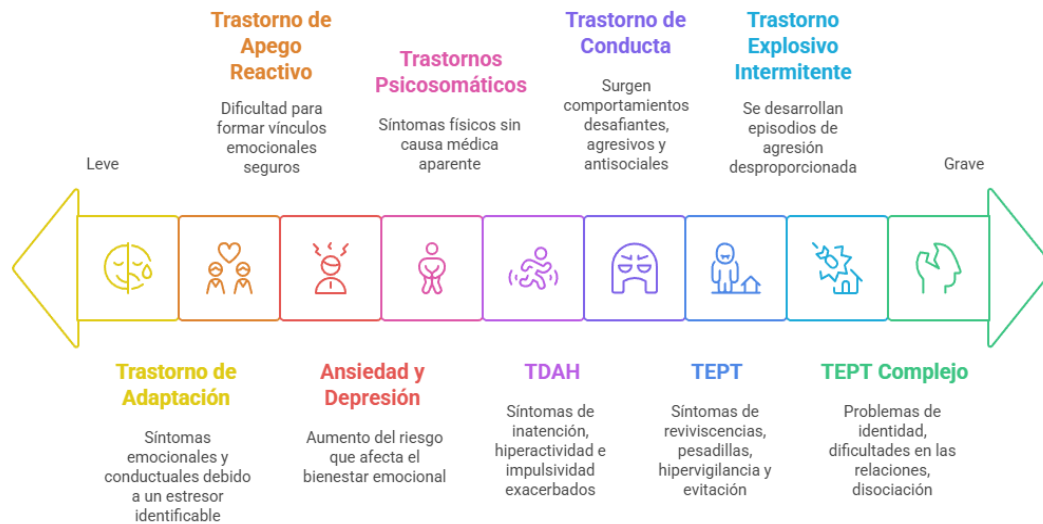 Trastorno de
Apego
Reactivo
Dificultad para
formar vínculos
emocionales
seguros
Trastornos
Psicosomáticos
Síntomas físicos sin
causa médica
aparente
Trastorno de
Conducta
Surgen
comportamientos
desafiantes,
agresivos y
antisociales
Trastorno
Explosivo
Intermitente
Se desarrollan
episodios de
agresión
desproporcionada
Leve
Grave
Trastorno de
Adaptación
Síntomas
emocionales y
conductuales debido
a un estresor
identificable
Ansiedad y
Depresión
Aumento del riesgo
que afecta el
bienestar emocional
TDAH
Síntomas de
inatención,
hiperactividad e
impulsividad
exacerbados
TEPT
Síntomas de
reviviscencias,
pesadillas,
hipervigilancia y
evitación
TEPT Complejo
Problemas de
identidad,
dificultades en las
relaciones,
disociación